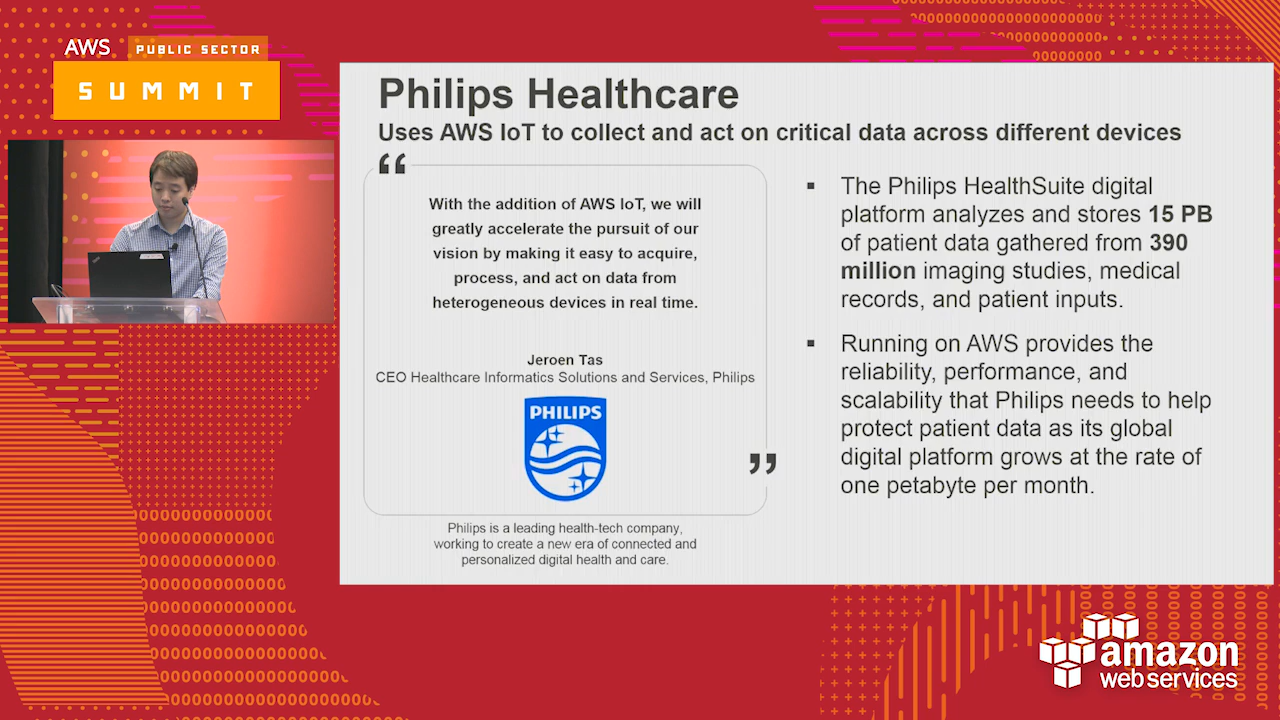 AWS PUBLIC SECTOR
SUMMIT
Philips Healthcare
Uses AWS IoT to collect and act on critical data across different devices
“
With the addition of AWS IoT, we will
greatly accelerate the pursuit of our
vision by making it easy to acquire,
process, and act on data from
heterogeneous devices in real time.
Jeroen Tas
CEO Healthcare Informatics Solutions and Services, Philips
PHILIPS
”
Philips is a leading health-tech company,
working to create a new era of connected and
personalized digital health and care.
▪ The Philips HealthSuite digital
platform analyzes and stores 15 PB
of patient data gathered from 390
million imaging studies, medical
records, and patient inputs.
▪ Running on AWS provides the
reliability, performance, and
scalability that Philips needs to help
protect patient data as its global
digital platform grows at the rate of
one petabyte per month.
amazon
web services